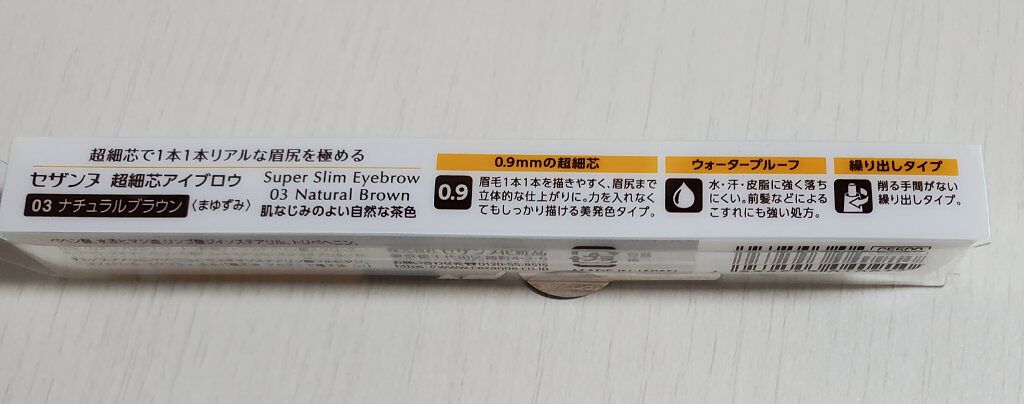 超細芯で1本1本リアルな眉尻を極める
セザンヌ 超細芯アイブロウ
03 ナチュラルブラウン〈まゆずみ〉
Super Slim Eyebrow
03 Natural Brown
肌なじみのよい自然な茶色
0.9mmの超細芯
0.9
眉毛1本1本を描きやすく、眉尻まで
立体的な仕上がりに。力を入れなく
てもしっかり描ける美発色タイプ。
ウォータープルーフ
水・汗・皮脂に強く落ち
にくい。前髪などによる
こすれにも強い処方。
繰り出しタイプ
削る手間がない
繰り出しタイプ。
MADE IN JAPAN